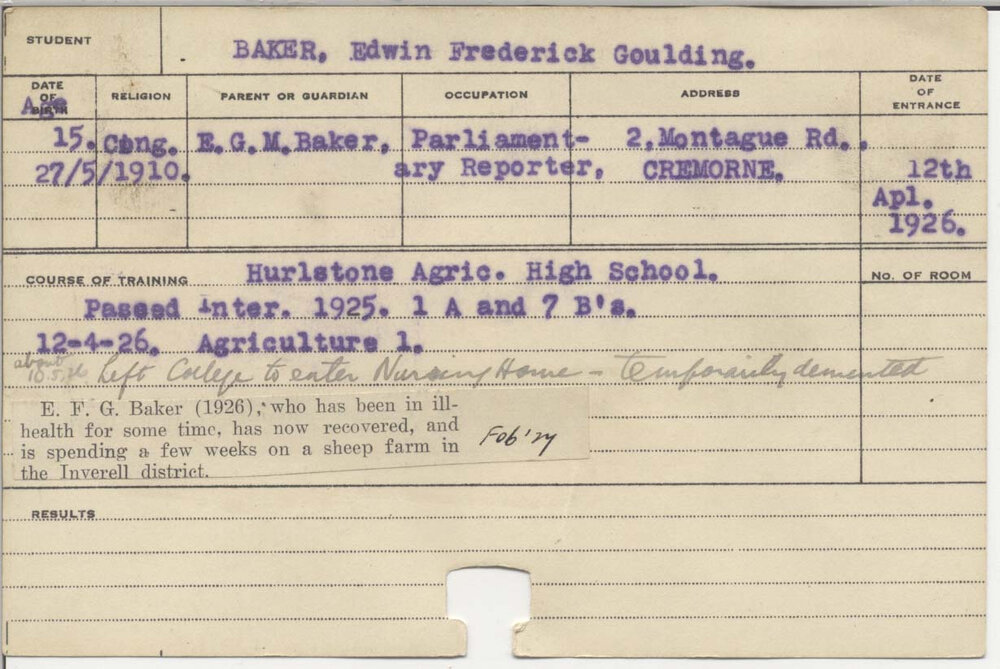 STUDENT
BAKER, Edwin Frederick Goulding.
DATE OF BIRTH
Age
RELIGION
PARENT OR GUARDIAN
OCCUPATION
ADDRESS
DATE OF ENTRANCE
15. Cong. E.G.M.Baker, Parliament- 2,Montague Rd.,
27/5/1910. ary Reporter, CREMORNE. 12th
Apl.
1926.
COURSE OF TRAINING Hurlstone Agric. High School.
No. OF ROOM
Passed inter. 1925. 1 A and 7 B's.
12-4-26. Agriculture 1.
about
10.5.26 Left College to enter Nursing Home - temporarily demented
E. F. G. Baker (1926), who has been in ill-
health for some time, has now recovered, and
is spending a few weeks on a sheep farm in
the Inverell district.
Feb '27
RESULTS